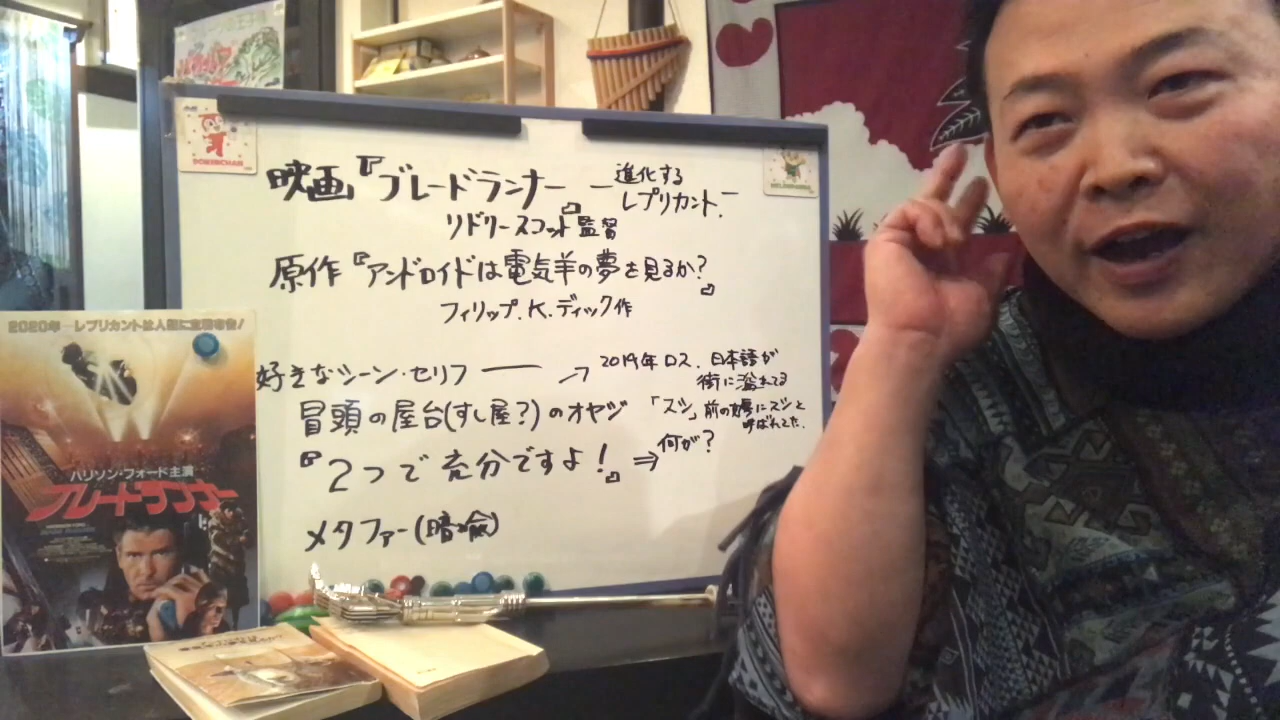 映画『ブレードランナー』
―進化する
レプリカント.―
リドリースコット監督
原作『アンドロイドは電気羊の夢を見るか?』
フィリップ.K.ディック作
好きなシーン・セリフ ――
→ 2019年ロス.日本語が
街に溢れてる
冒頭の屋台(すし屋?)のオヤジ
「スシ」前の妻にスシと
呼ばれてた.
『2つで充分ですよ!』⇒何が?
メタファー(暗喩)
DOKINCHAN
2020年―レプリカントは人類に宣戦布告!
ハリソン・フォード主演
ブレードランナー